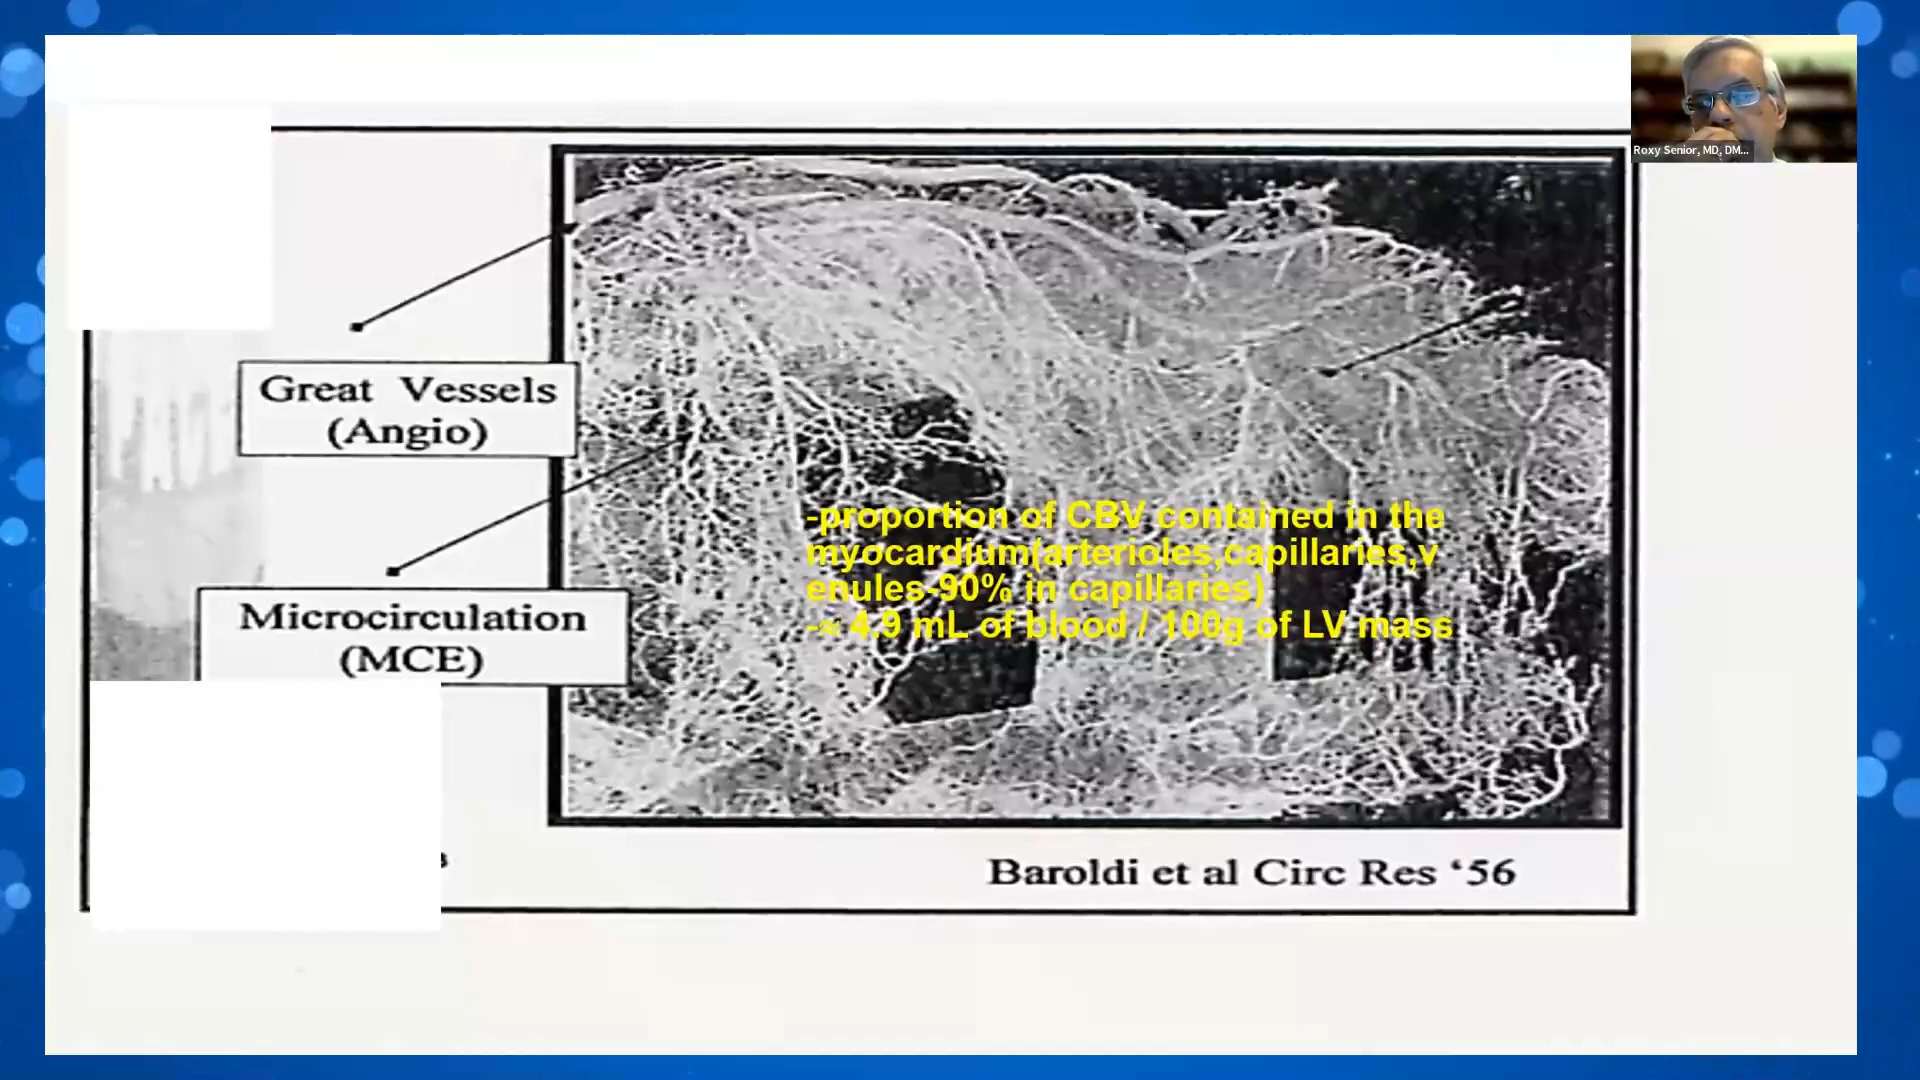 Roxy Senior, MD, DM...
Great Vessels
(Angio)
Microcirculation
(MCE)
-proportion of CBV contained in the
myocardium(arterioles,capillaries,v
enules-90% in capillaries)
-≈ 4.9 mL of blood / 100g of LV mass
Baroldi et al Circ Res ‘56